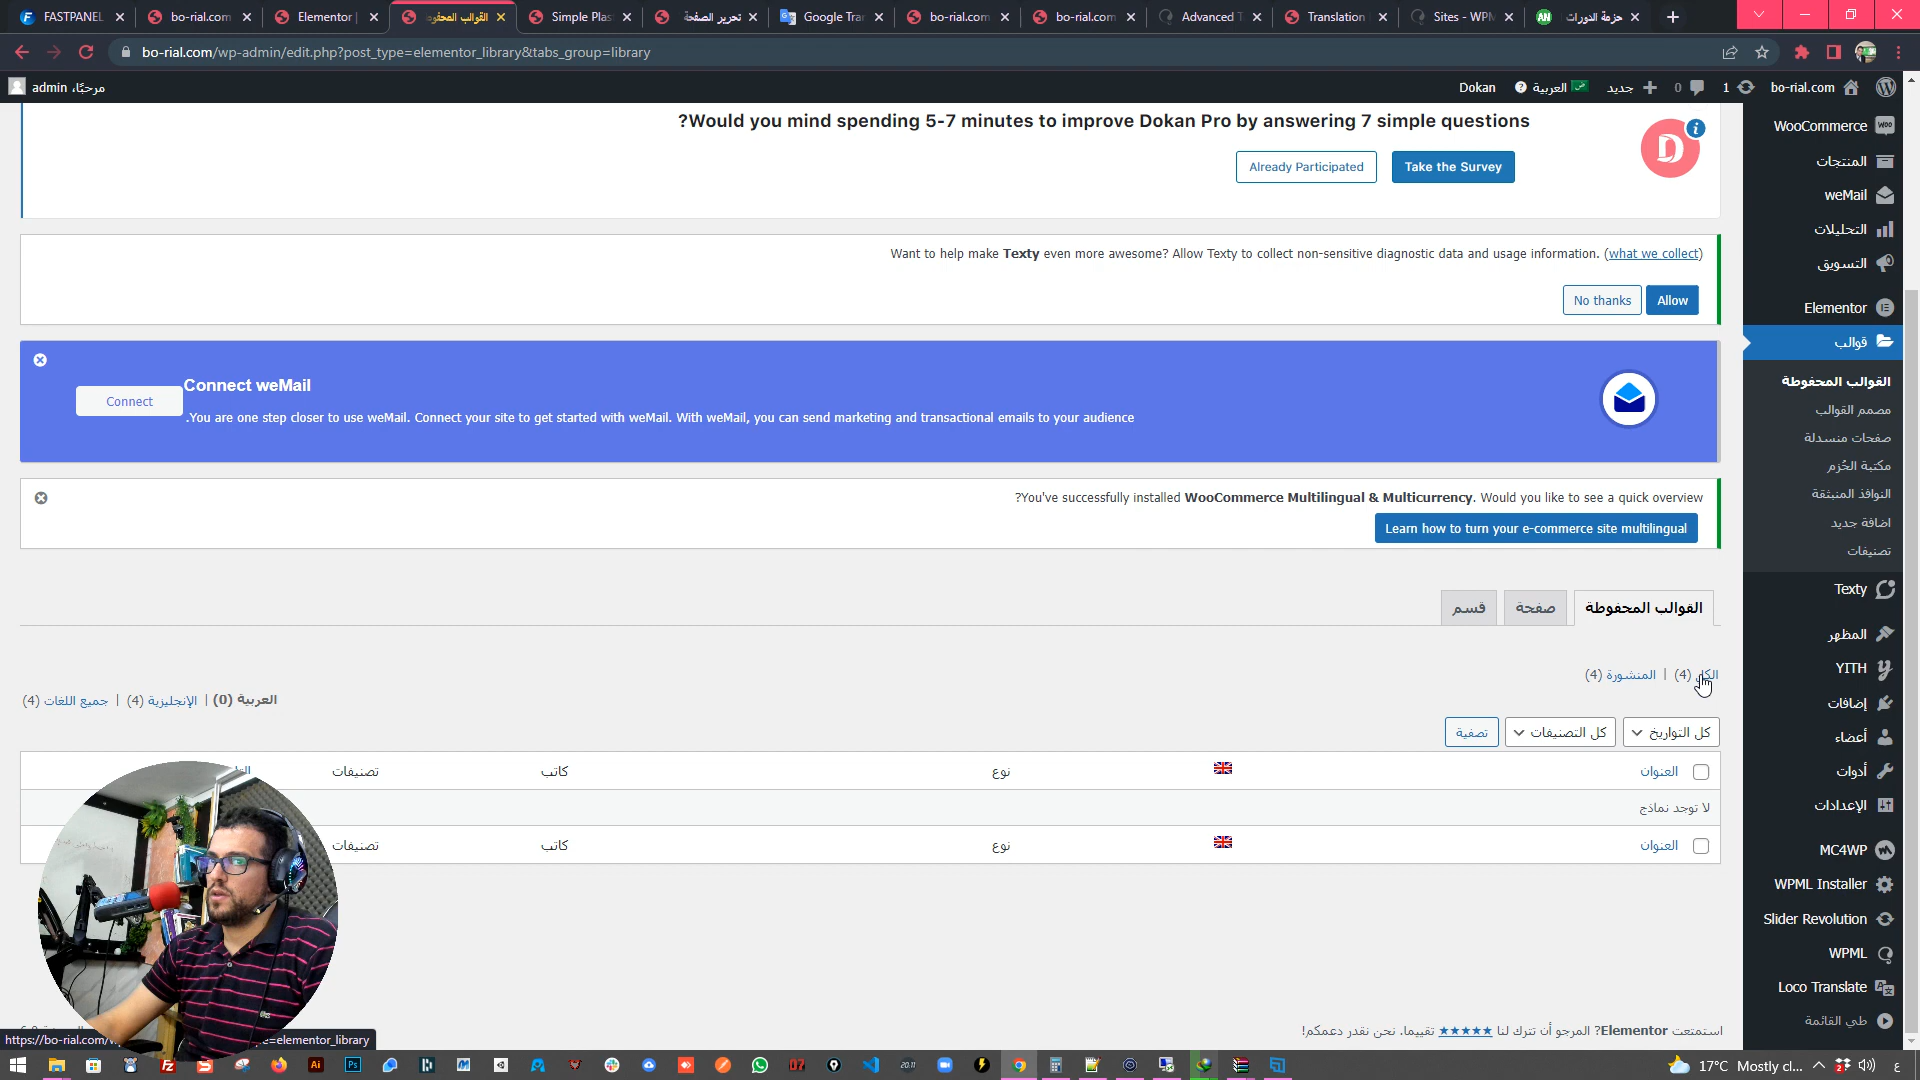 FASTPANEL
bo-rial.com
Elementor |
القوالب المحفوظة
Simple Plas
تحرير الصفحة
Google Tra
bo-rial.com
bo-rial.com
Advanced T
Translation
Sites - WPM
حزمة الدورات
bo-rial.com/wp-admin/edit.php?post_type=elementor_library&tabs_group=library
bo-rial.com
1
0
جديد
العربية
Dokan
مرحبًا، admin
WooCommerce
المنتجات
weMail
التحليلات
التسويق
Elementor
قوالب
القوالب المحفوظة
مصمم القوالب
صفحات منسدلة
مكتبة الحُزم
النوافذ المنبثقة
اضافة جديد
تصنيفات
Texty
المظهر
YITH
إضافات
أعضاء
أدوات
الإعدادات
MC4WP
WPML Installer
Slider Revolution
WPML
Loco Translate
طي القائمة
?Would you mind spending 5-7 minutes to improve Dokan Pro by answering 7 simple questions
Already Participated
Take the Survey
Want to help make Texty even more awesome? Allow Texty to collect non-sensitive diagnostic data and usage information. (what we collect)
No thanks
Allow
Connect weMail
Connect
.You are one step closer to use weMail. Connect your site to get started with weMail. With weMail, you can send marketing and transactional emails to your audience
?You've successfully installed WooCommerce Multilingual & Multicurrency. Would you like to see a quick overview
Learn how to turn your e-commerce site multilingual
القوالب المحفوظة
صفحة
قسم
الكل (4) | المنشورة (4)
العربية (0) | الإنجليزية (4) | جميع اللغات (4)
كل التواريخ
كل التصنيفات
تصفية
العنوان
نوع
كاتب
تصنيفات
لا توجد نماذج
العنوان
نوع
كاتب
تصنيفات
استمتعت Elementor? المرجو أن تترك لنا ★★★★★ تقييما. نحن نقدر دعمكم!
17°C Mostly cl...
ع